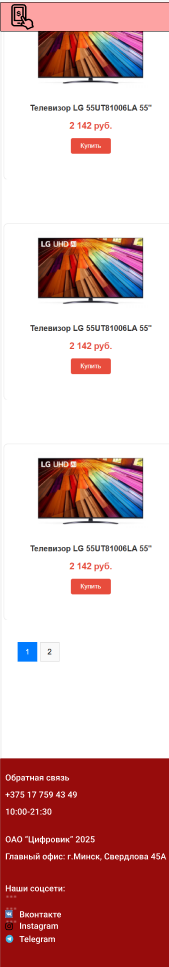 Телевизор LG 55UT81006LA 55"
2 142 руб.
Купить
LG UHD
Телевизор LG 55UT81006LA 55"
2 142 руб.
Купить
LG UHD
Телевизор LG 55UT81006LA 55"
2 142 руб.
Купить
1 2
Обратная связь
+375 17 759 43 49
10:00-21:30
ОАО "Цифровик" 2025
Главный офис: г.Минск, Свердлова 45А
Наши соцсети:
Вконтакте
Instagram
Telegram